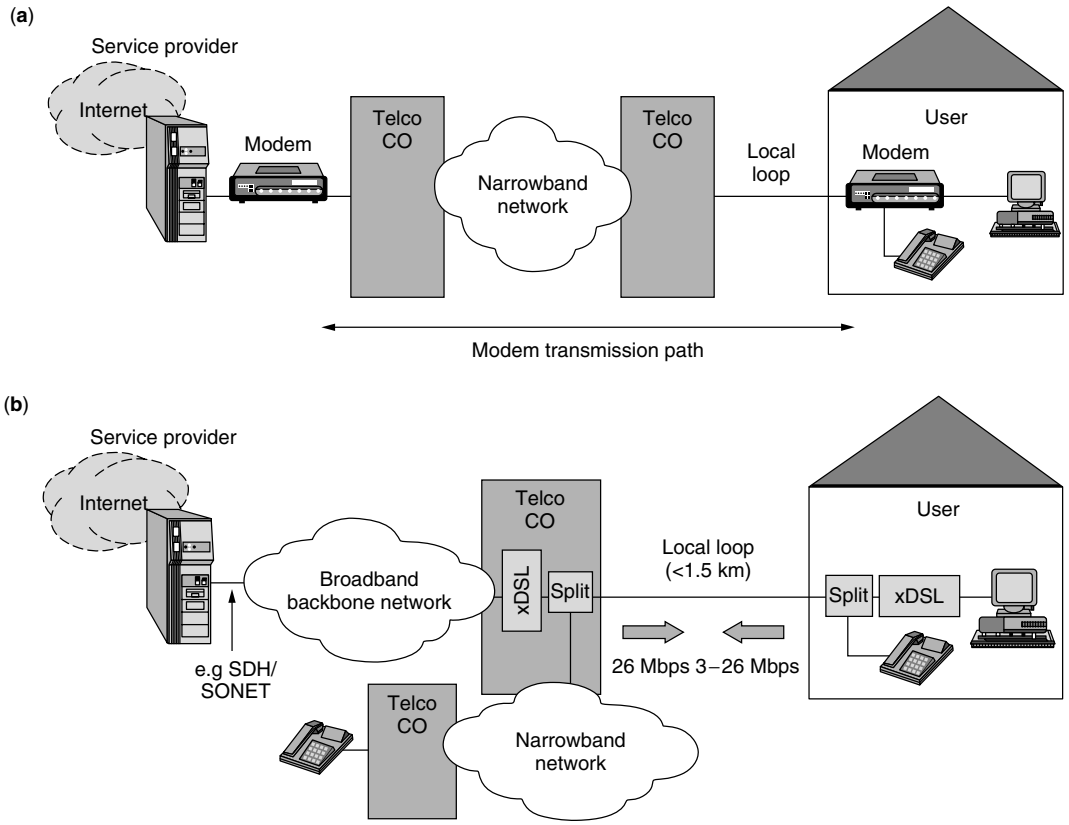 (a)
Service provider
Internet
Modem
Telco
CO
Narrowband
network
Telco
CO
Local
loop
User
Modem
Modem transmission path
(b)
Service provider
Internet
e.g SDH/
SONET
Broadband
backbone network
Telco
CO
xDSL
Split
Local loop
(<1.5 km)
26 Mbps 3–26 Mbps
User
Split
xDSL
Telco
CO
Narrowband
network